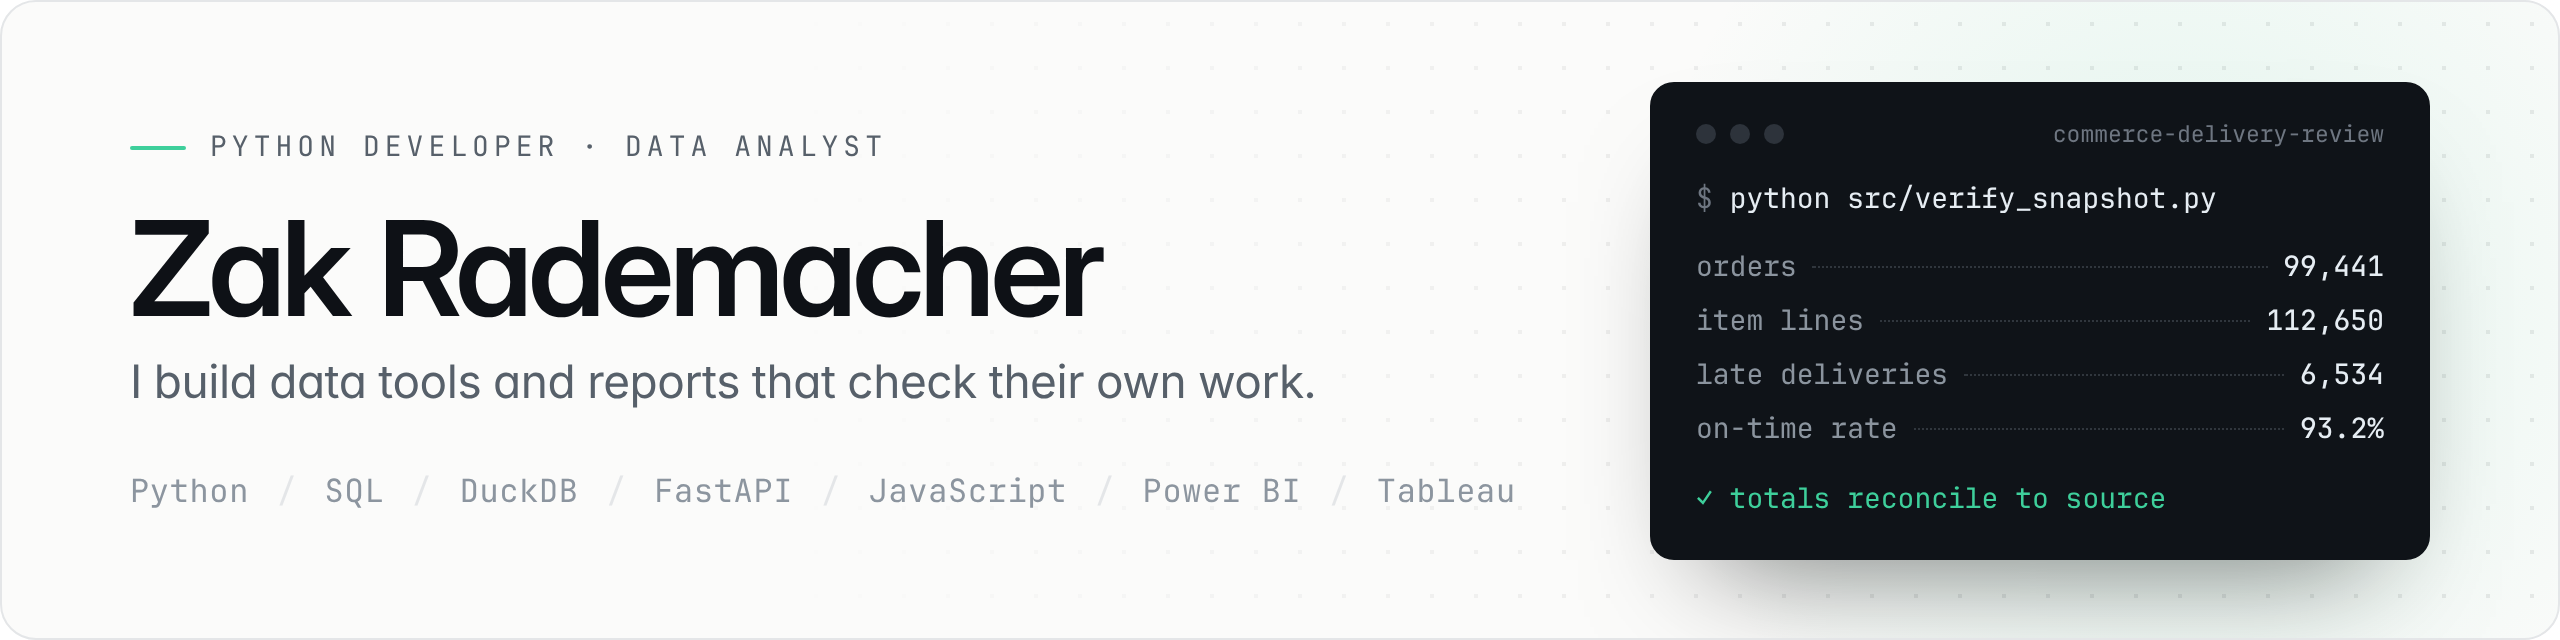 PYTHON DEVELOPER · DATA ANALYST
Zak Rademacher
I build data tools and reports that check their own work.
Python / SQL / DuckDB / FastAPI / JavaScript / Power BI / Tableau
commerce-delivery-review
$ python src/verify_snapshot.py
orders 99,441
item lines 112,650
late deliveries 6,534
on-time rate 93.2%
✓ totals reconcile to source